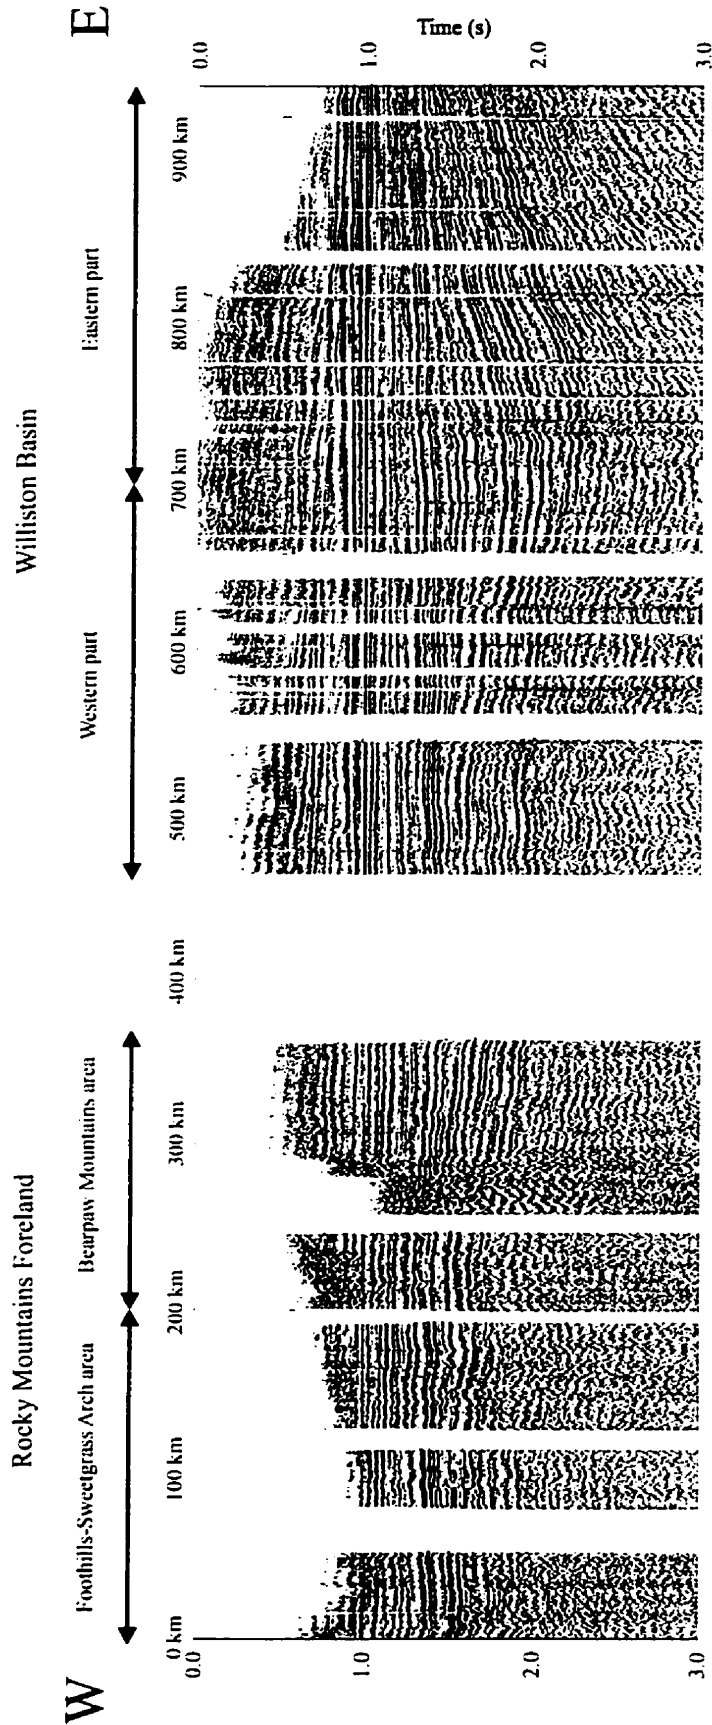 W E
Rocky Mountains Foreland Williston Basin
Foothills-Sweetgrass Arch area Bearpaw Mountains area Western part Eastern part
0 km 100 km 200 km 300 km 400 km 500 km 600 km 700 km 800 km 900 km
0.0 0.0
1.0 1.0
2.0 2.0
3.0 3.0
Time (s)